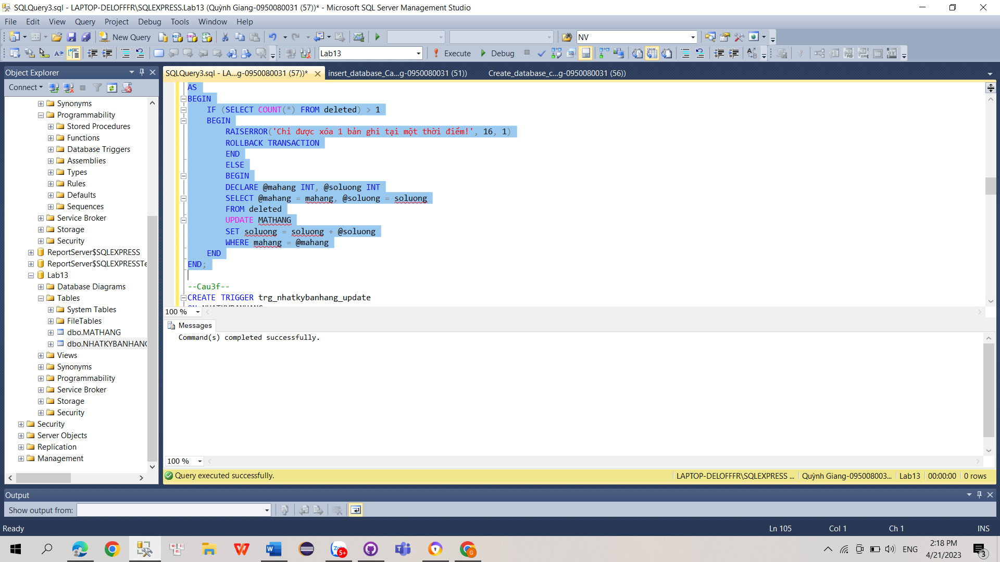 SQLQuery3.sql - LAPTOP-DELOFFFR\SQLEXPRESS.Lab13 (Quỳnh Giang-0950080031 (57))* - Microsoft SQL Server Management Studio
File Edit View Query Project Debug Tools Window Help
New Query NV
Lab13 Execute Debug
Object Explorer
Connect
Synonyms
Programmability
Stored Procedures
Functions
Database Triggers
Assemblies
Types
Rules
Defaults
Sequences
Service Broker
Storage
Security
ReportServer$SQLEXPRESS
ReportServer$SQLEXPRESSTe
Lab13
Database Diagrams
Tables
System Tables
FileTables
dbo.MATHANG
dbo.NHATKYBANHANG
Views
Synonyms
Programmability
Service Broker
Storage
Security
Security
Server Objects
Replication
Management
SQLQuery3.sql - LA...g-0950080031 (57))* insert_database_Ca...g-0950080031 (51)) Create_database_c...g-0950080031 (56))
AS
BEGIN
IF (SELECT COUNT(*) FROM deleted) > 1
BEGIN
RAISERROR('Chỉ được xóa 1 bản ghi tại một thời điểm!', 16, 1)
ROLLBACK TRANSACTION
END
ELSE
BEGIN
DECLARE @mahang INT, @soluong INT
SELECT @mahang = mahang, @soluong = soluong
FROM deleted
UPDATE MATHANG
SET soluong = soluong + @soluong
WHERE mahang = @mahang
END
END;
--Cau3f--
CREATE TRIGGER trg_nhatkybanhang_update
100 %
Messages
Command(s) completed successfully.
100 %
Query executed successfully. LAPTOP-DELOFFFR\SQLEXPRESS ... Quỳnh Giang-095008003... Lab13 00:00:00 0 rows
Output
Show output from:
Ready Ln 105 Col 1 Ch 1 INS
5+
ENG
2:18 PM
4/21/2023
3